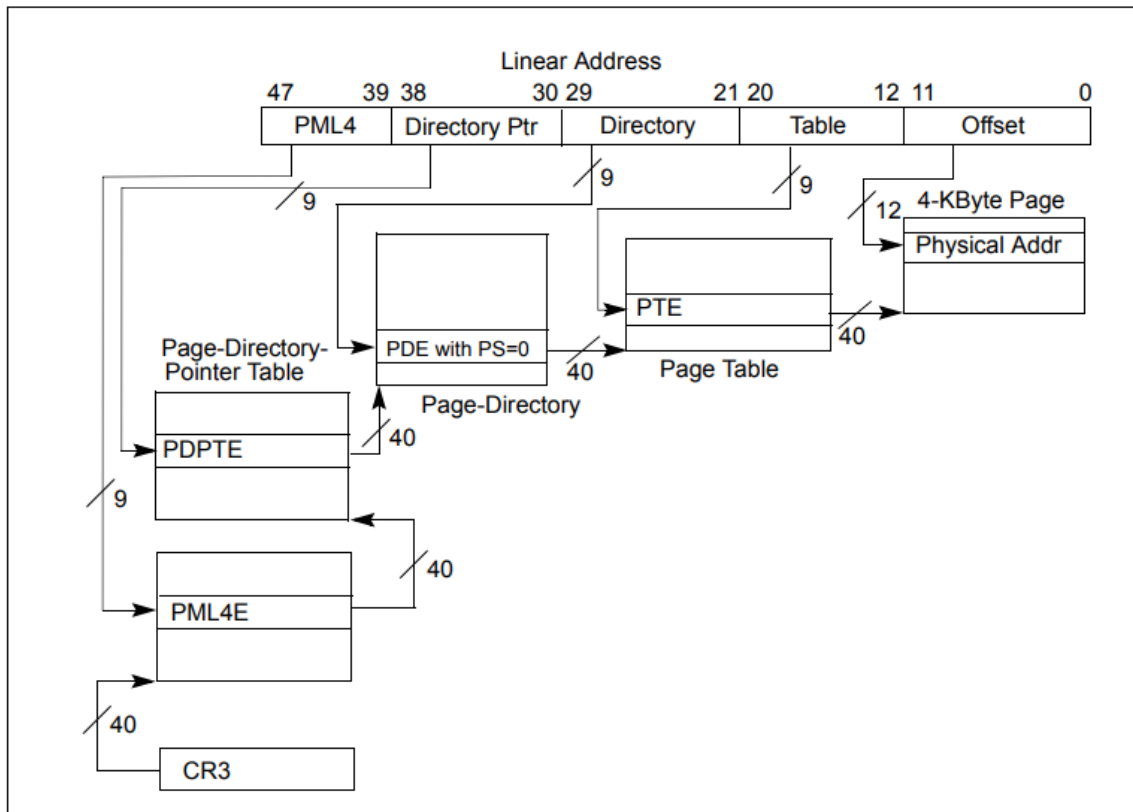 Linear Address
47 39 38 30 29 21 20 12 11 0
PML4 Directory Ptr Directory Table Offset
9 9 9
12 4-KByte Page
Physical Addr
PTE
40
PDE with PS=0
40
Page Table
Page-Directory-
Pointer Table
Page-Directory
PDPTE
40
9
40
PML4E
40
CR3